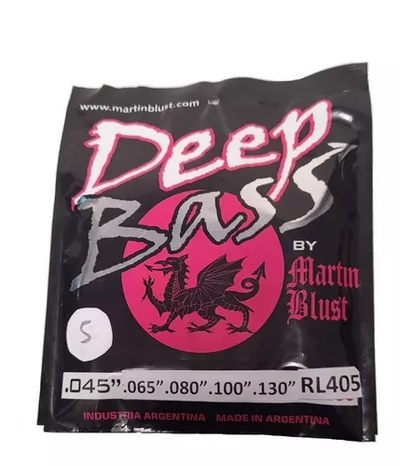 www.martinblust.com
Deep
Bass
BY
Martin
Blust
5
.045” .065” .080” .100” .130” RL405
INDUSTRIA ARGENTINA MADE IN ARGENTINA